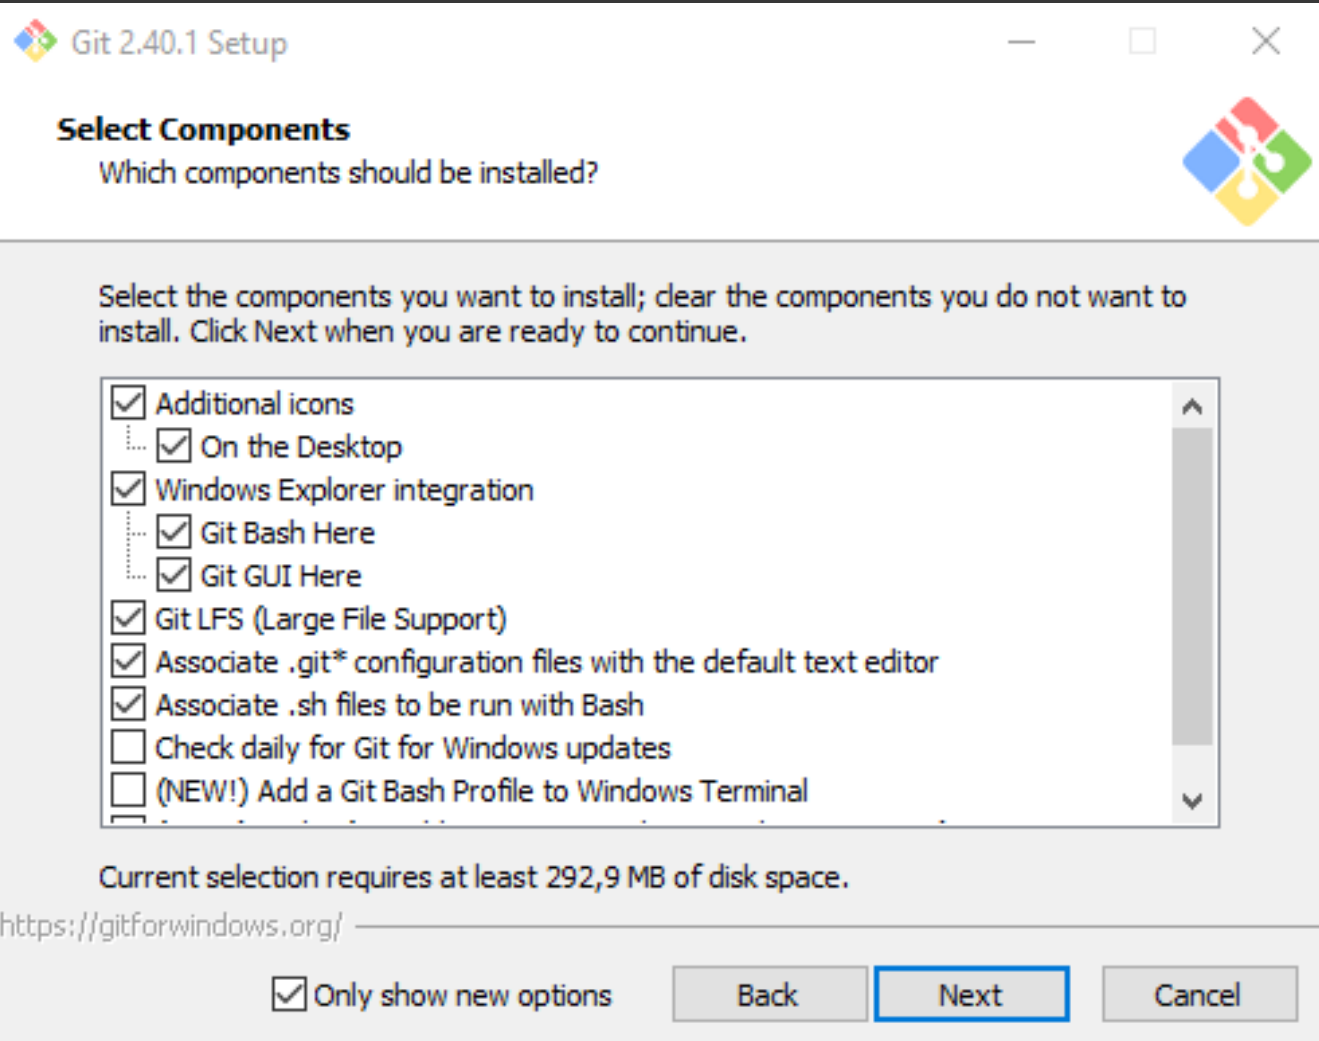 Git 2.40.1 Setup
Select Components
Which components should be installed?
Select the components you want to install; clear the components you do not want to
install. Click Next when you are ready to continue.
Additional icons
On the Desktop
Windows Explorer integration
Git Bash Here
Git GUI Here
Git LFS (Large File Support)
Associate .git* configuration files with the default text editor
Associate .sh files to be run with Bash
Check daily for Git for Windows updates
(NEW!) Add a Git Bash Profile to Windows Terminal
Current selection requires at least 292,9 MB of disk space.
https://gitforwindows.org/
Only show new options
Back
Next
Cancel